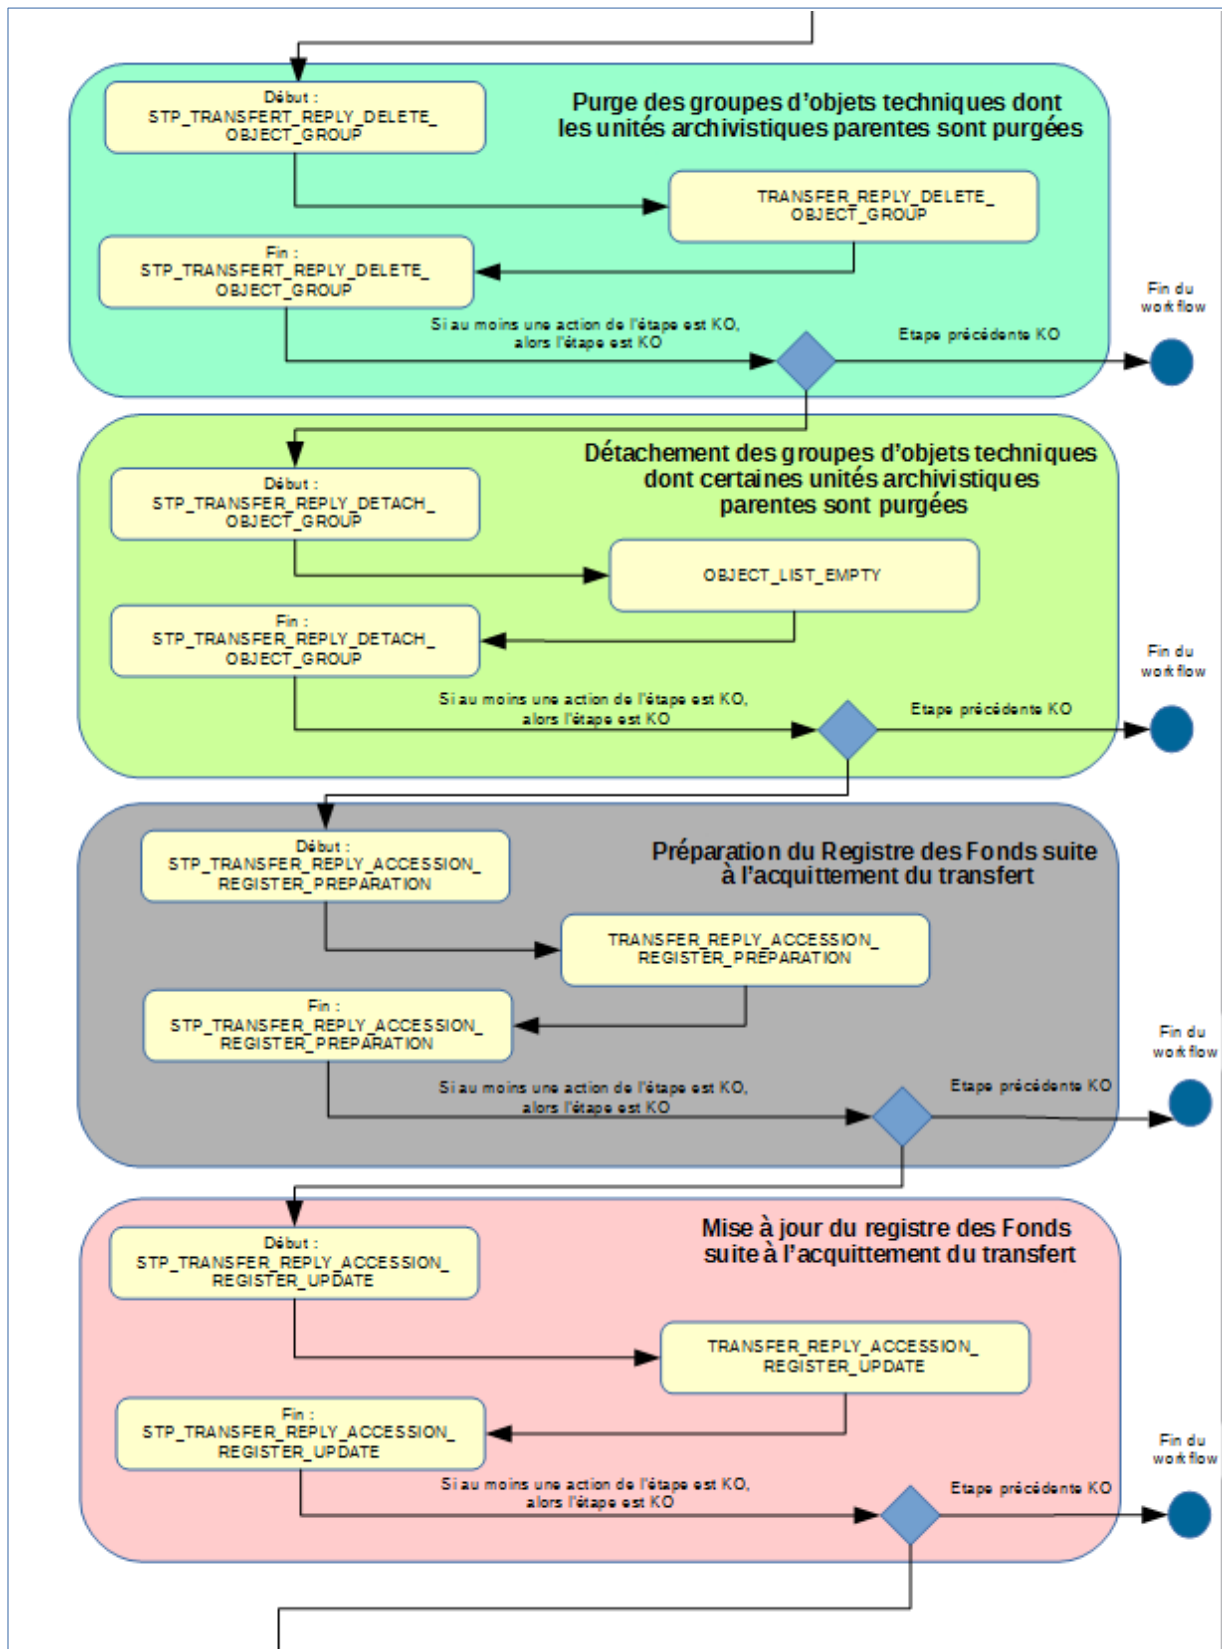 Début :
STP_TRANSFERT_REPLY_DELETE_
OBJECT_GROUP
Purge des groupes d'objets techniques dont
les unités archivistiques parentes sont purgées
TRANSFER_REPLY_DELETE_
OBJECT_GROUP
Fin :
STP_TRANSFERT_REPLY_DELETE_
OBJECT_GROUP
Si au moins une action de l'étape est KO,
alors l'étape est KO
Etape précédente KO
Fin du
workflow
Détachement des groupes d'objets techniques
dont certaines unités archivistiques
parentes sont purgées
Début :
STP_TRANSFER_REPLY_DETACH_
OBJECT_GROUP
OBJECT_LIST_EMPTY
Fin :
STP_TRANSFER_REPLY_DETACH_
OBJECT_GROUP
Si au moins une action de l'étape est KO,
alors l'étape est KO
Etape précédente KO
Fin du
workflow
Début :
STP_TRANSFER_REPLY_ACCESSION_
REGISTER_PREPARATION
Préparation du Registre des Fonds suite
à l'acquittement du transfert
TRANSFER_REPLY_ACCESSION_
REGISTER_PREPARATION
Fin :
STP_TRANSFER_REPLY_ACCESSION_
REGISTER_PREPARATION
Si au moins une action de l'étape est KO,
alors l'étape est KO
Etape précédente KO
Fin du
workflow
Mise à jour du registre des Fonds
suite à l'acquittement du transfert
Début :
STP_TRANSFER_REPLY_ACCESSION_
REGISTER_UPDATE
TRANSFER_REPLY_ACCESSION_
REGISTER_UPDATE
Fin :
STP_TRANSFER_REPLY_ACCESSION_
REGISTER_UPDATE
Si au moins une action de l'étape est KO,
alors l'étape est KO
Etape précédente KO
Fin du
workflow